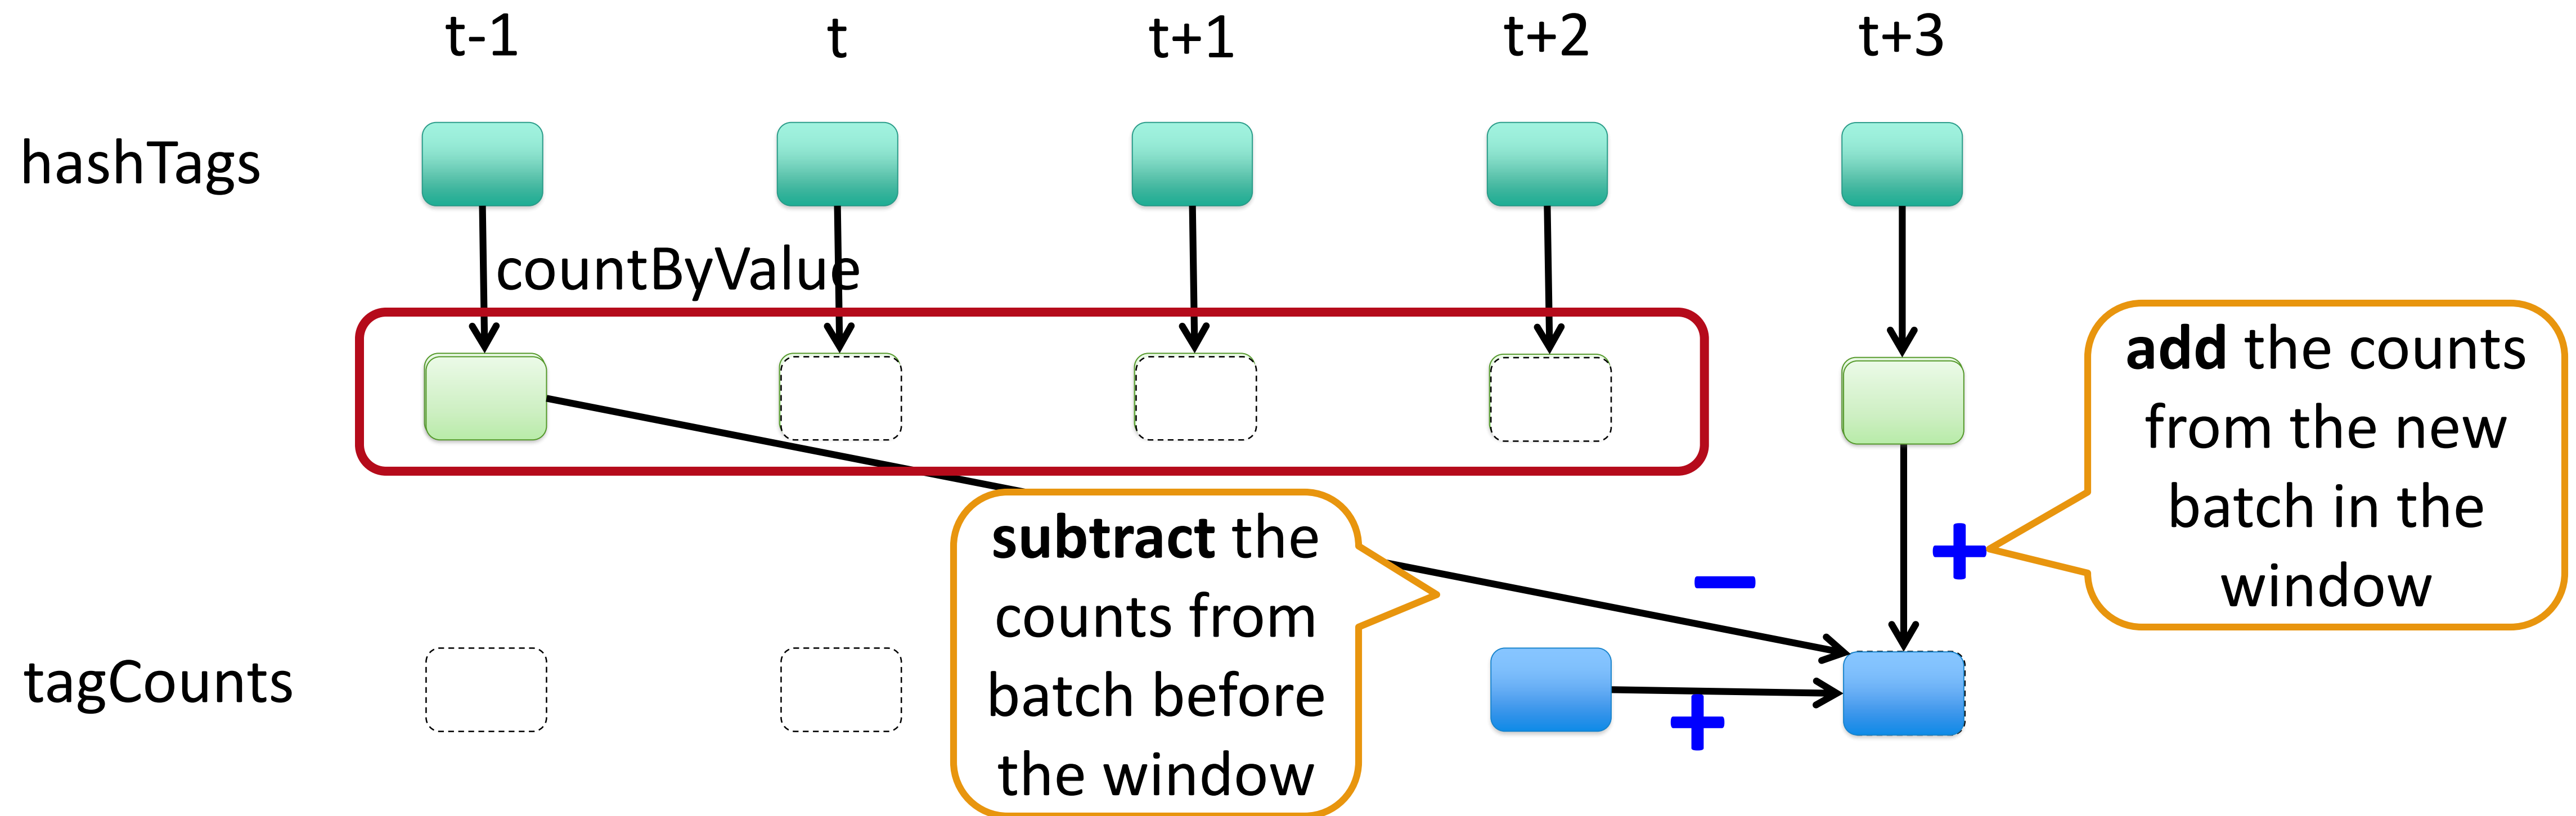 t-1 t t+1 t+2 t+3
hashTags
countByValue
add the counts
from the new
batch in the
window
+
subtract the
counts from
batch before
the window
−
tagCounts
+